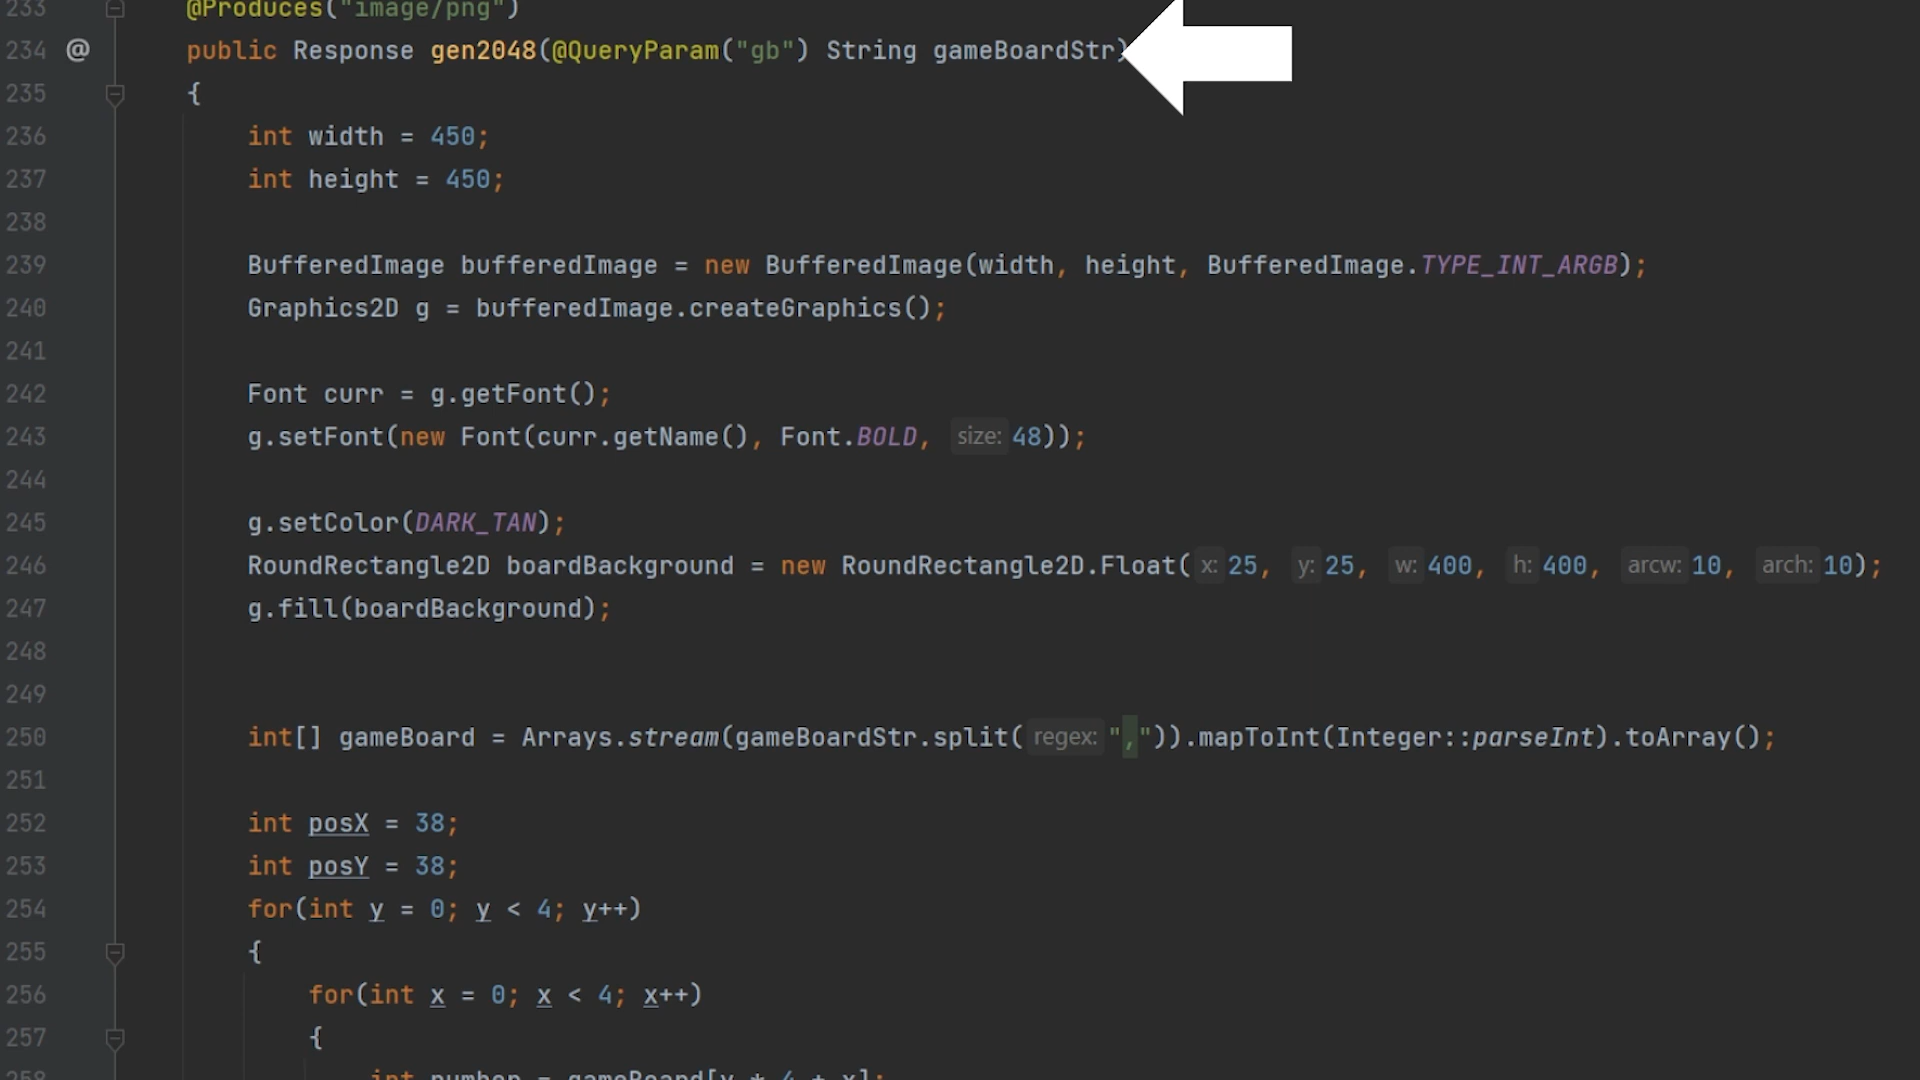 233 @Produces("image/png")
234 @ public Response gen2048(@QueryParam("gb") String gameBoardStr)
235 {
236 int width = 450;
237 int height = 450;
238
239 BufferedImage bufferedImage = new BufferedImage(width, height, BufferedImage.TYPE_INT_ARGB);
240 Graphics2D g = bufferedImage.createGraphics();
241
242 Font curr = g.getFont();
243 g.setFont(new Font(curr.getName(), Font.BOLD, size: 48));
244
245 g.setColor(DARK_TAN);
246 RoundRectangle2D boardBackground = new RoundRectangle2D.Float( x: 25, y: 25, w: 400, h: 400, arcw: 10, arch: 10);
247 g.fill(boardBackground);
248
249
250 int[] gameBoard = Arrays.stream(gameBoardStr.split( regex: ",")).mapToInt(Integer::parseInt).toArray();
251
252 int posX = 38;
253 int posY = 38;
254 for(int y = 0; y < 4; y++)
255 {
256 for(int x = 0; x < 4; x++)
257 {
258 int number = gameBoard[y * 4 + x];